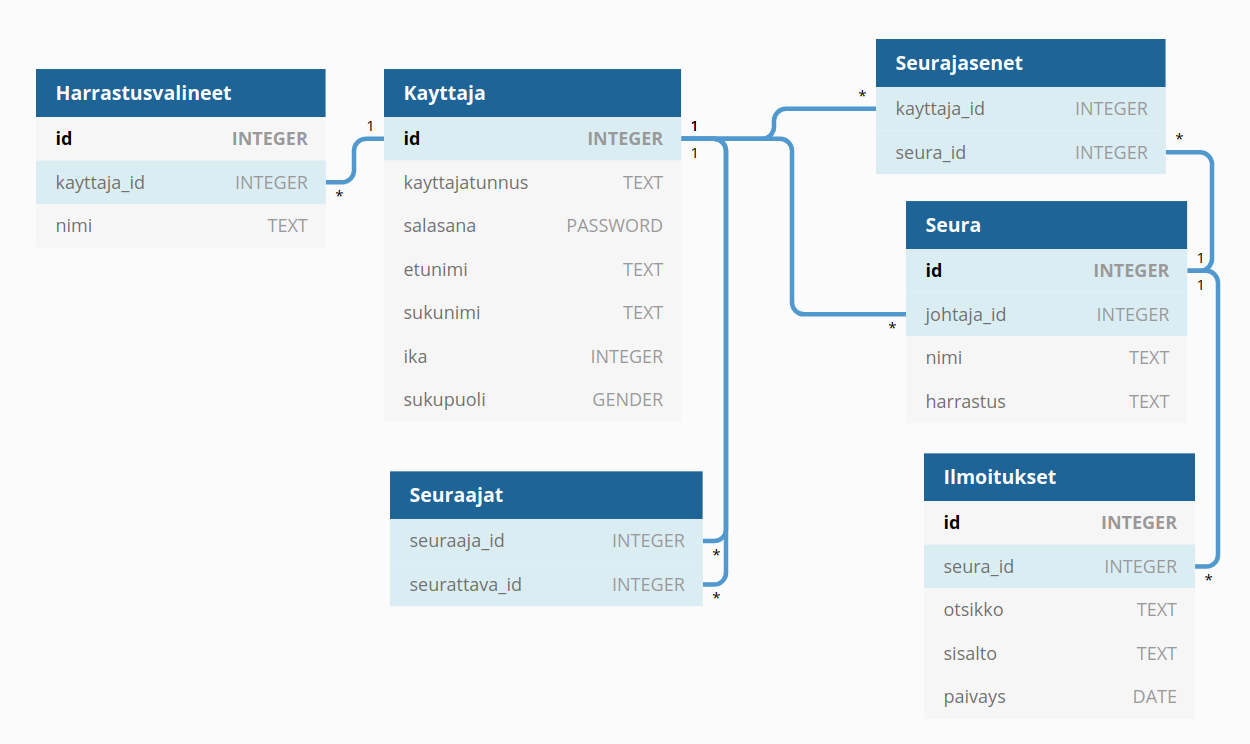 Harrastusvalineet
id INTEGER
kayttaja_id INTEGER
nimi TEXT
1
*
Kayttaja
id INTEGER
kayttajatunnus TEXT
salasana PASSWORD
etunimi TEXT
sukunimi TEXT
ika INTEGER
sukupuoli GENDER
1
1
Seuraajat
seuraaja_id INTEGER
seurattava_id INTEGER
*
*
Seurajasenet
kayttaja_id INTEGER
seura_id INTEGER
*
*
Seura
id INTEGER
johtaja_id INTEGER
nimi TEXT
harrastus TEXT
1
1
*
Ilmoitukset
id INTEGER
seura_id INTEGER
otsikko TEXT
sisalto TEXT
paivays DATE
*